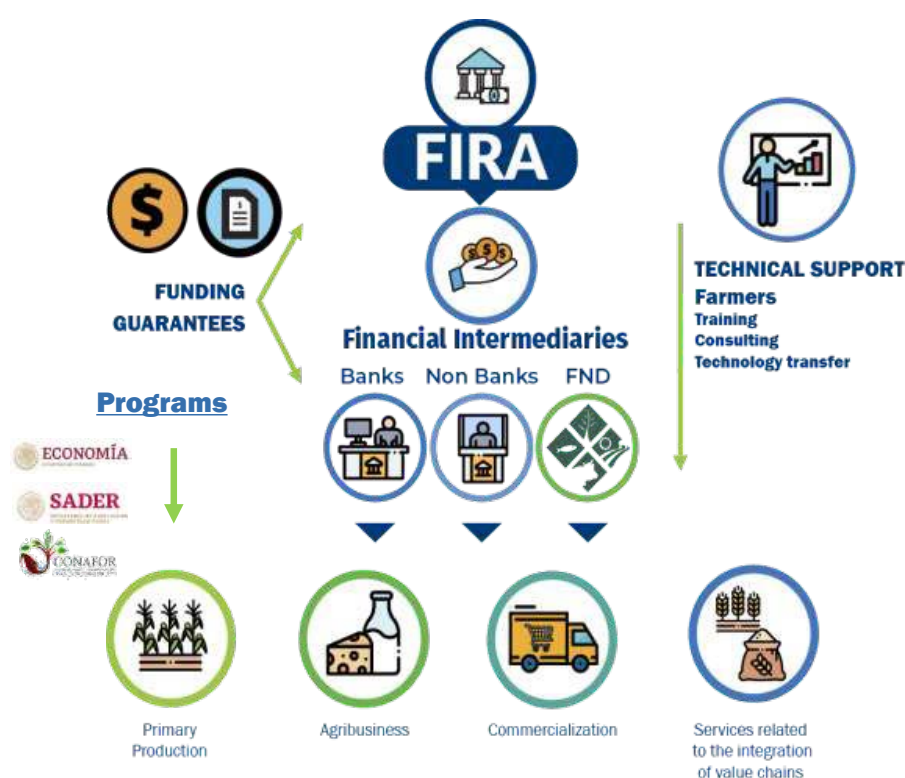 FIRA
FUNDING
GUARANTEES
TECHNICAL SUPPORT
Farmers
Training
Consulting
Technology transfer
Financial Intermediaries
Banks
Non Banks
FND
Programs
ECONOMÍA
SADER
CONAFOR
Primary
Production
Agribusiness
Commercialization
Services related
to the integration
of value chains